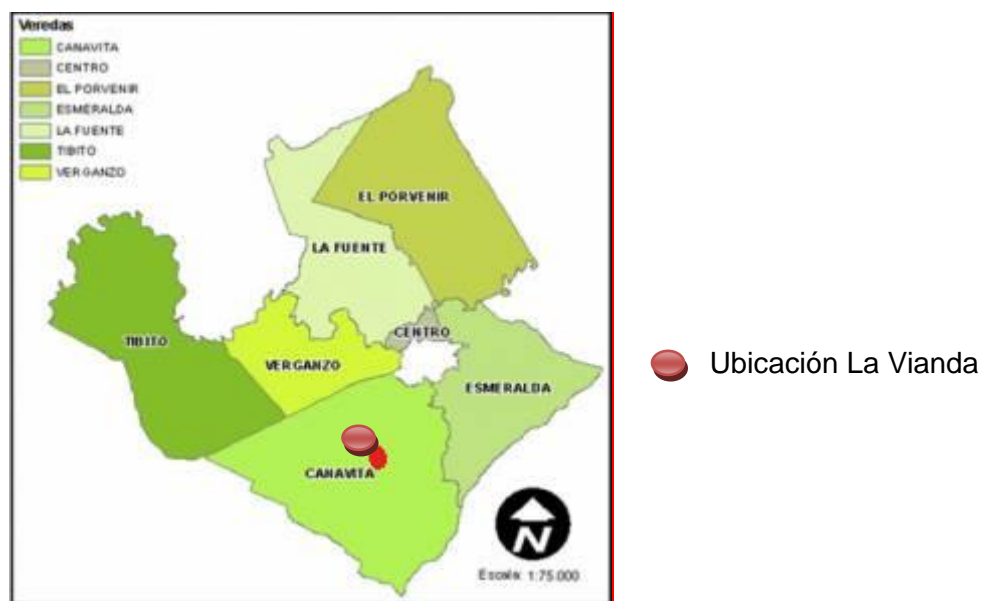 Veredas
CANAVITA
CENTRO
EL PORVENIR
ESMERALDA
LA FUENTE
TIBITO
VERGANZO
EL PORVENIR
LA FUENTE
CENTRO
TIBITO
VERGANZO
ESMERALDA
CANAVITA
N
Escala: 1:75.000
Ubicación La Vianda